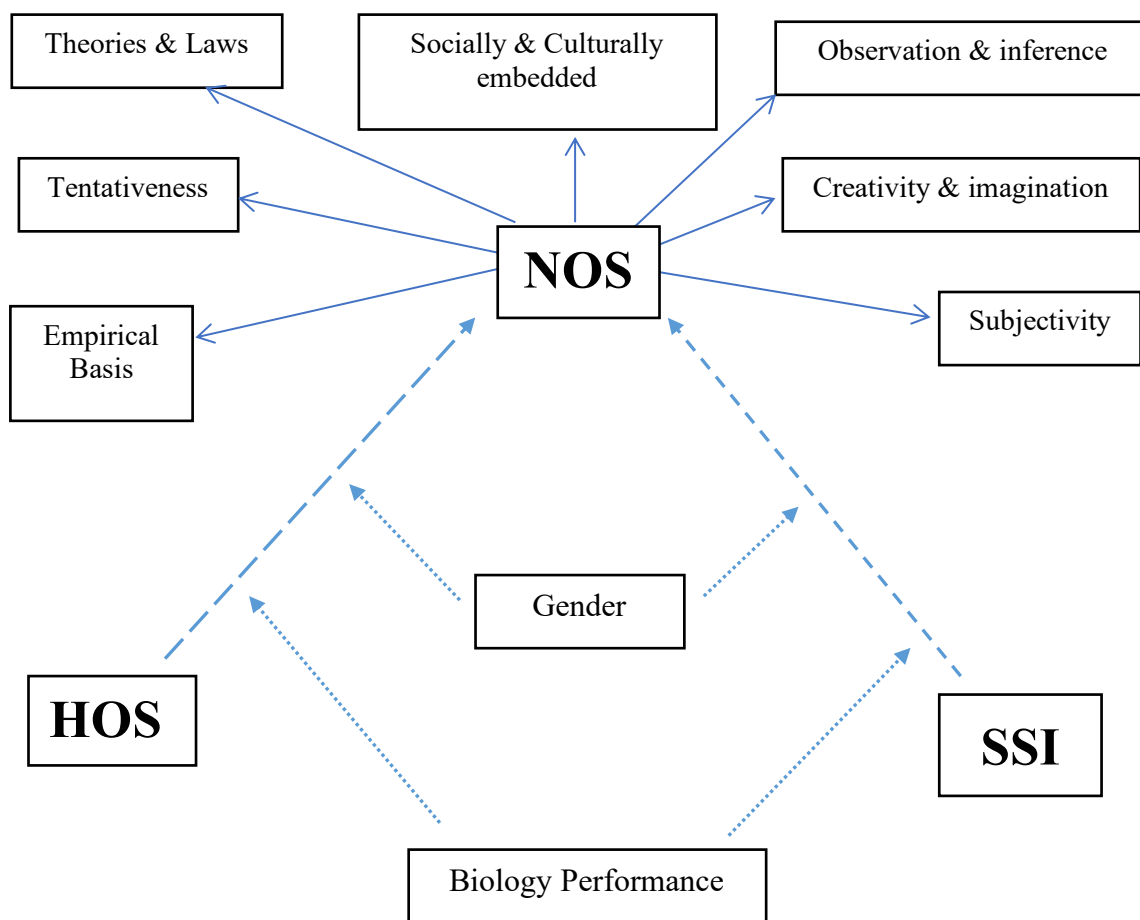 Theories & Laws
Socially & Culturally
embedded
Observation & inference
Tentativeness
Creativity & imagination
NOS
Empirical
Basis
Subjectivity
Gender
HOS
SSI
Biology Performance